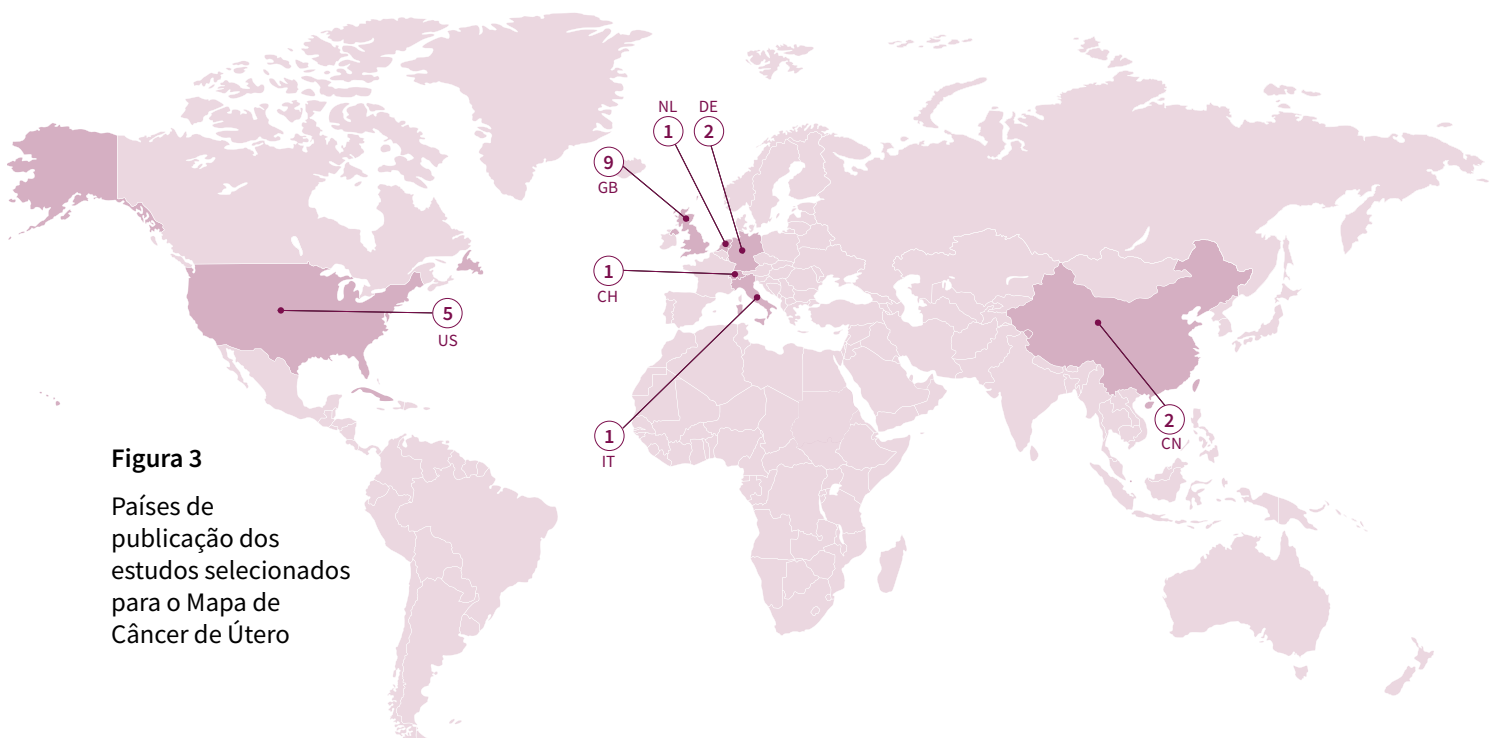 NL
1
DE
2
9
GB
1
CH
5
US
1
IT
2
CN
Figura 3
Países de
publicação dos
estudos selecionados
para o Mapa de
Câncer de Útero